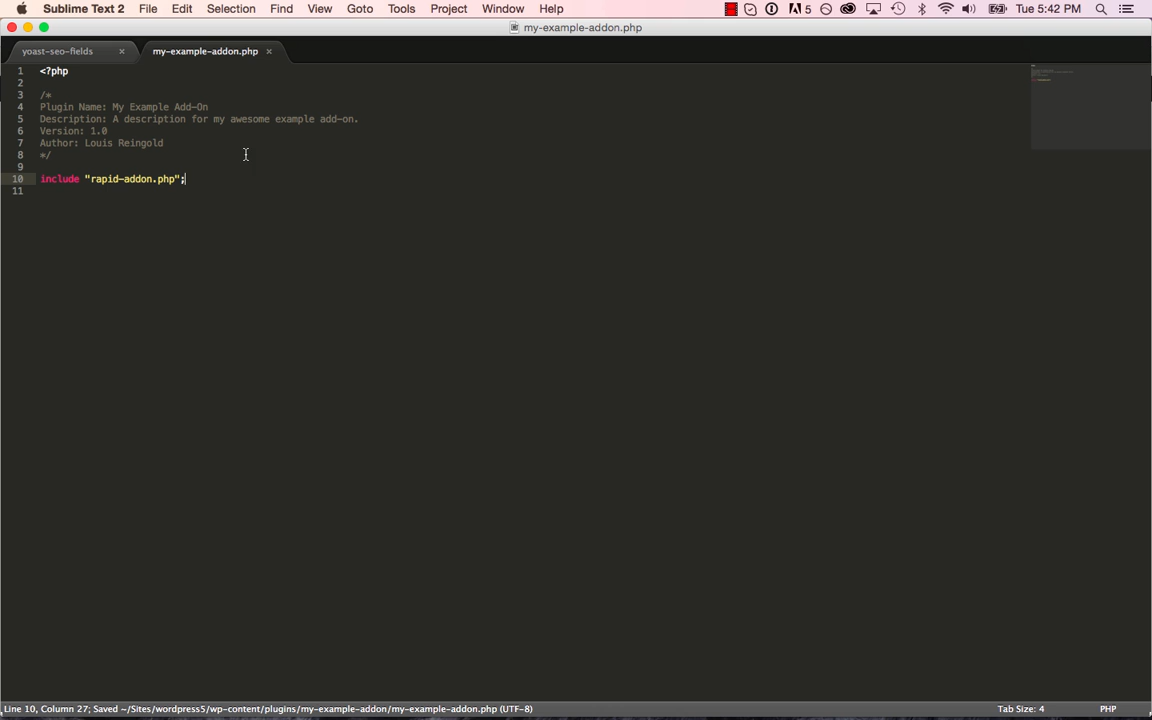 Sublime Text 2 File Edit Selection Find View Goto Tools Project Window Help 5 Tue 5:42 PM
my-example-addon.php
yoast-seo-fields × my-example-addon.php ×
1 <?php
2
3 /*
4 Plugin Name: My Example Add-On
5 Description: A description for my awesome example add-on.
6 Version: 1.0
7 Author: Louis Reingold
8 */
9
10 include "rapid-addon.php";
11
Line 10, Column 27; Saved ~/Sites/wordpress5/wp-content/plugins/my-example-addon/my-example-addon.php (UTF-8) Tab Size: 4 PHP